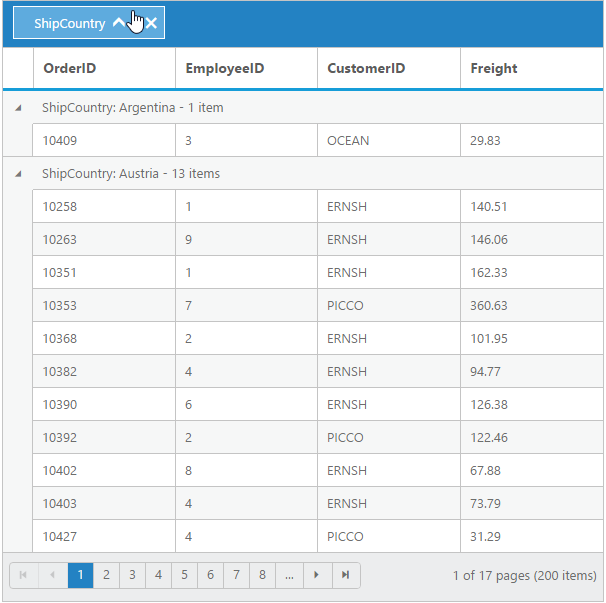 ShipCountry
OrderID EmployeeID CustomerID Freight
ShipCountry: Argentina - 1 item
10409 3 OCEAN 29.83
ShipCountry: Austria - 13 items
10258 1 ERNSH 140.51
10263 9 ERNSH 146.06
10351 1 ERNSH 162.33
10353 7 PICCO 360.63
10368 2 ERNSH 101.95
10382 4 ERNSH 94.77
10390 6 ERNSH 126.38
10392 2 PICCO 122.46
10402 8 ERNSH 67.88
10403 4 ERNSH 73.79
10427 4 PICCO 31.29
1 2 3 4 5 6 7 8 ... 1 of 17 pages (200 items)